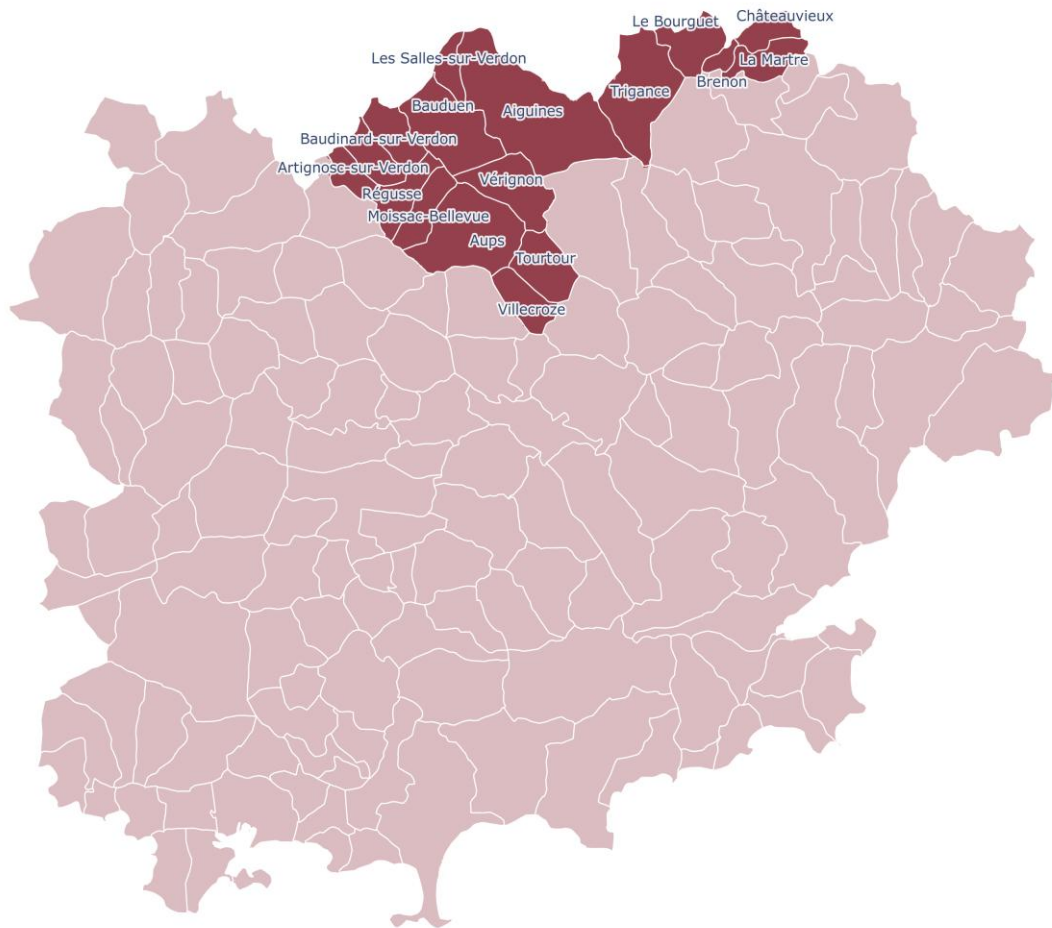 Châteauvieux
Le Bourguet
Les Salles-sur-Verdon
La Martre
Brenon
Trigance
Bauduen
Aiguines
Baudinard-sur-Verdon
Artignosc-sur-Verdon
Vérignon
Régusse
Moissac-Bellevue
Aups
Tourtour
Villecroze